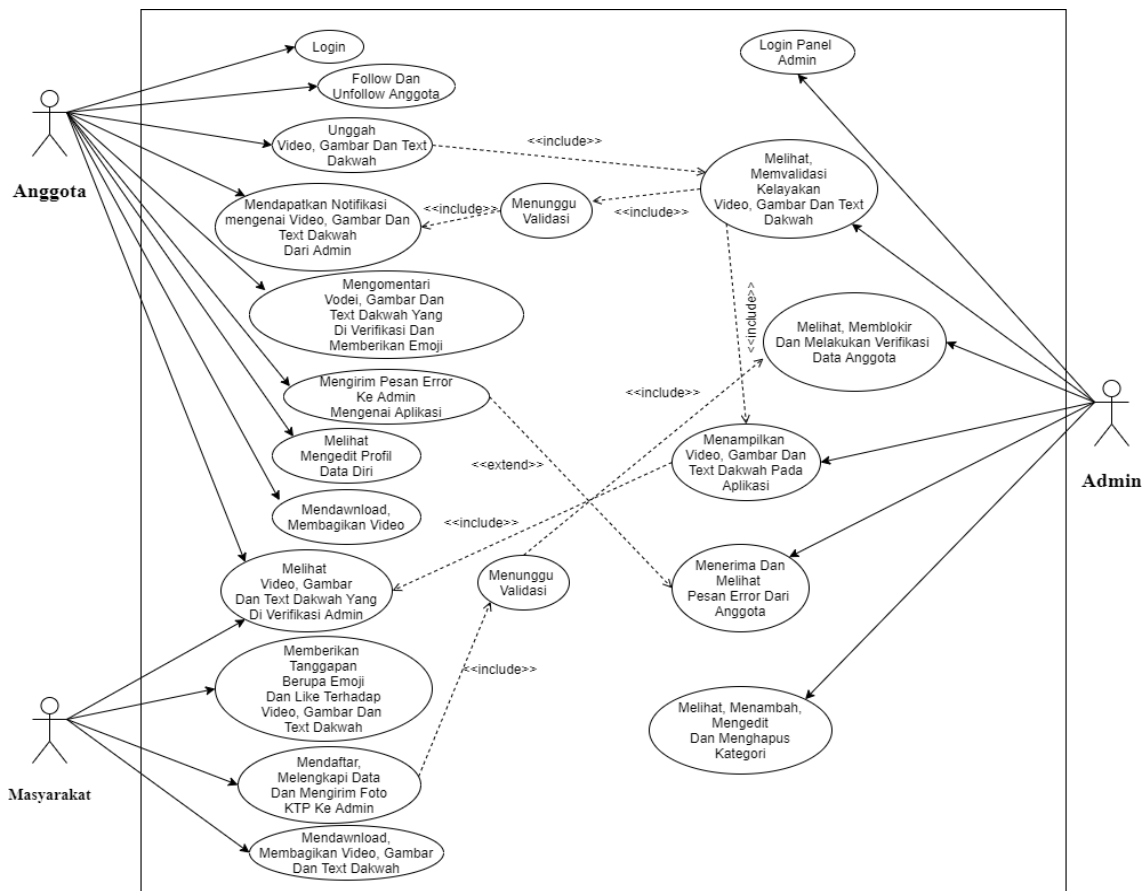 Login
Login Panel
Admin
Follow Dan
Unfollow Anggota
Unggah
Video, Gambar Dan Text
Dakwah
<<include>>
Melihat,
Memvalidasi
Kelayakan
Video, Gambar Dan Text
Dakwah
Anggota
Mendapatkan Notifikasi
mengenai Video, Gambar Dan
Text Dakwah
Dari Admin
<<include>>
Menunggu
Validasi
<<include>>
Mengomentari
Vodei, Gambar Dan
Text Dakwah Yang
Di Verifikasi Dan
Memberikan Emoji
<<include>>
Melihat, Memblokir
Dan Melakukan Verifikasi
Data Anggota
<<include>>
Mengirim Pesan Error
Ke Admin
Mengenai Aplikasi
Melihat
Mengedit Profil
Data Diri
<<extend>>
Menampilkan
Video, Gambar Dan
Text Dakwah Pada
Aplikasi
Admin
Mendawnload,
Membagikan Video
<<include>>
Melihat
Video, Gambar
Dan Text Dakwah Yang
Di Verifikasi Admin
Menunggu
Validasi
Menerima Dan
Melihat
Pesan Error Dari
Anggota
Memberikan
Tanggapan
Berupa Emoji
Dan Like Terhadap
Video, Gambar Dan
Text Dakwah
<<include>>
Melihat, Menambah,
Mengedit
Dan Menghapus
Kategori
Masyarakat
Mendaftar,
Melengkapi Data
Dan Mengirim Foto
KTP Ke Admin
Mendawnload,
Membagikan Video, Gambar
Dan Text Dakwah